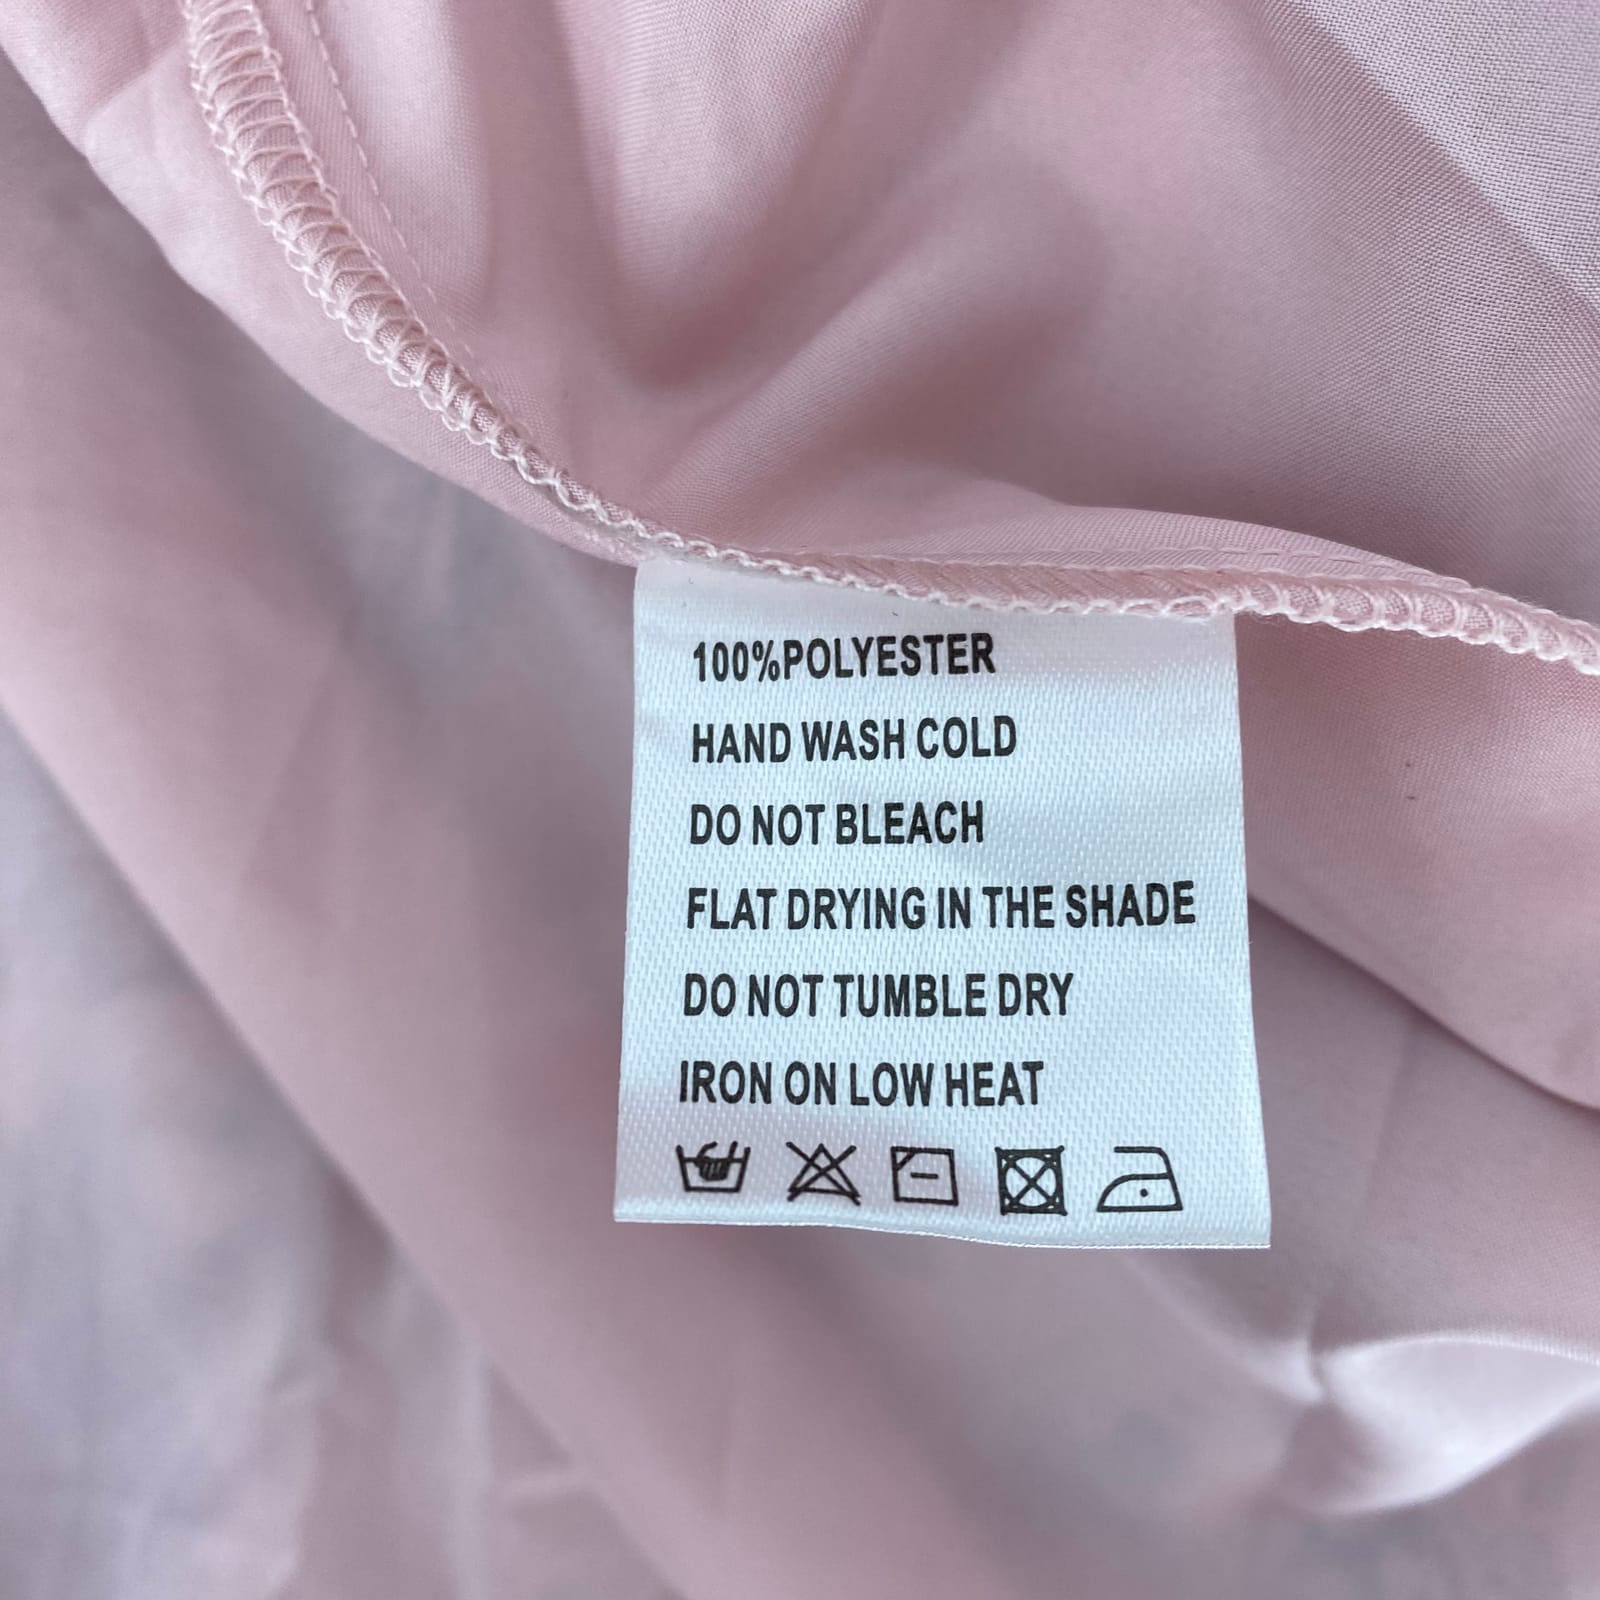 100%POLYESTER
HAND WASH COLD
DO NOT BLEACH
FLAT DRYING IN THE SHADE
DO NOT TUMBLE DRY
IRON ON LOW HEAT